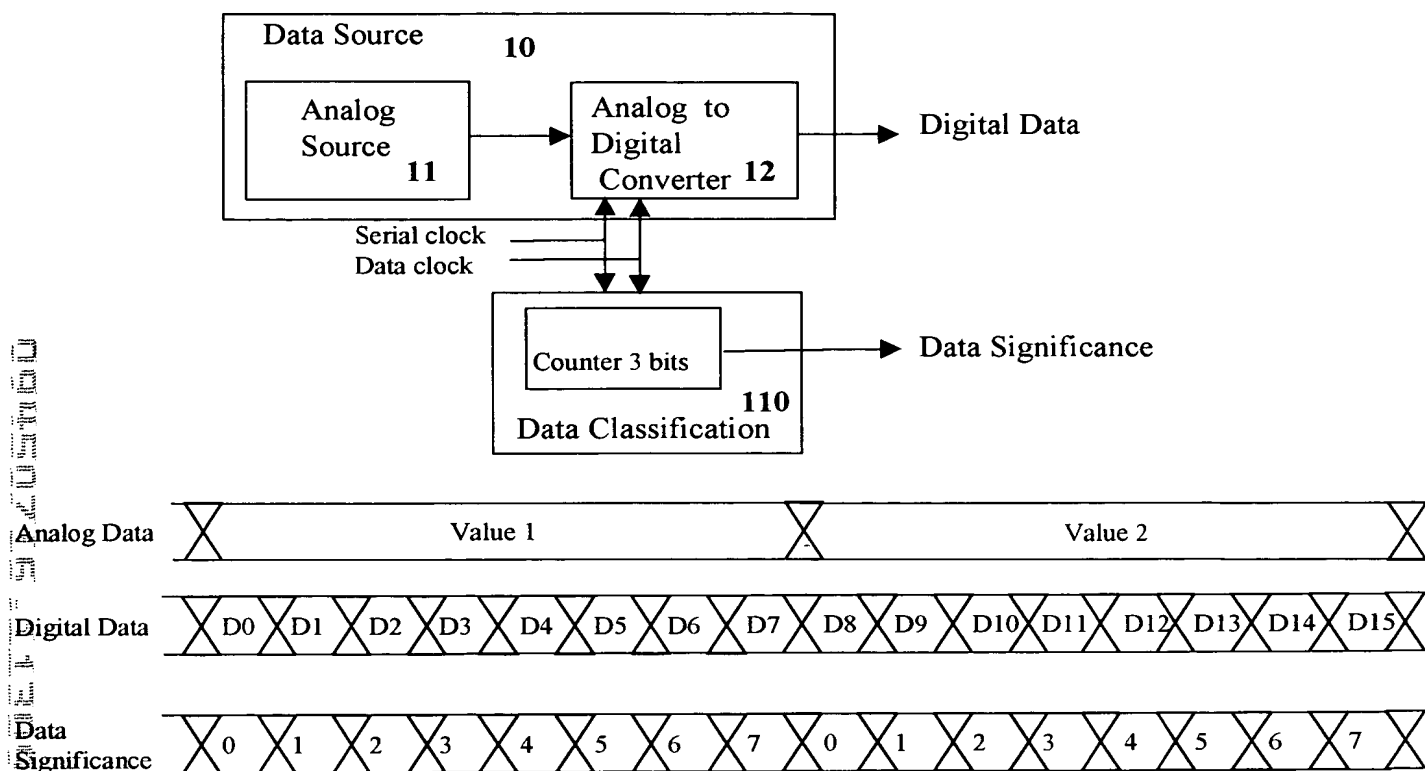 Data Source 10
Analog Source 11
Analog to Digital Converter 12
Digital Data
Serial clock
Data clock
Counter 3 bits
Data Significance
110
Data Classification
Analog Data Value 1 Value 2
Digital Data D0 D1 D2 D3 D4 D5 D6 D7 D8 D9 D10 D11 D12 D13 D14 D15
Data Significance 0 1 2 3 4 5 6 7 0 1 2 3 4 5 6 7